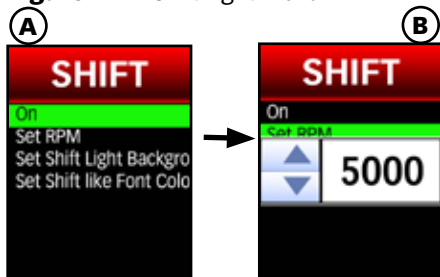 A
B
SHIFT
On
Set RPM
Set Shift Light Backgro
Set Shift like Font Colo
SHIFT
On
Set RPM
5000